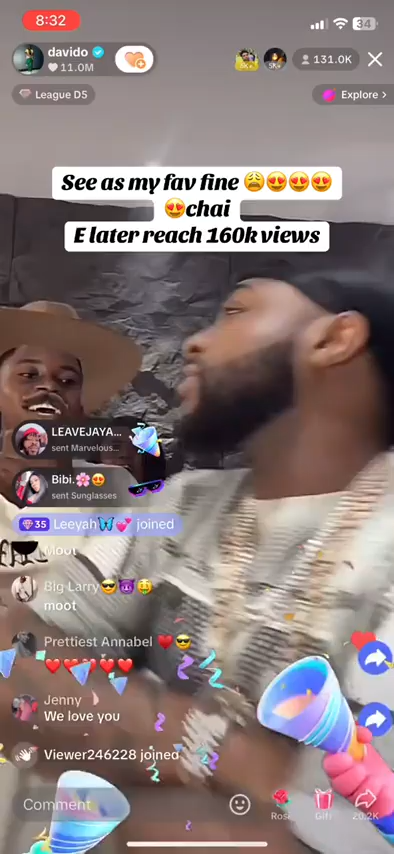 8:32
34
davido
11.0M
131.0K
League D5
Explore >
See as my fav fine 😩😍😍😍
😍chai
E later reach 160k views
LEAVEJAYA...
sent Marvelous...
Bibi.🌸😍
sent Sunglasses
35 Leeyah🦋💞 joined
Moot
Big Larry😎😈🤑
moot
Prettiest Annabel ❤️😎
❤️❤️❤️❤️❤️
Jenny
We love you
Viewer246228 joined
Comment
Rose
Gift
20.2K